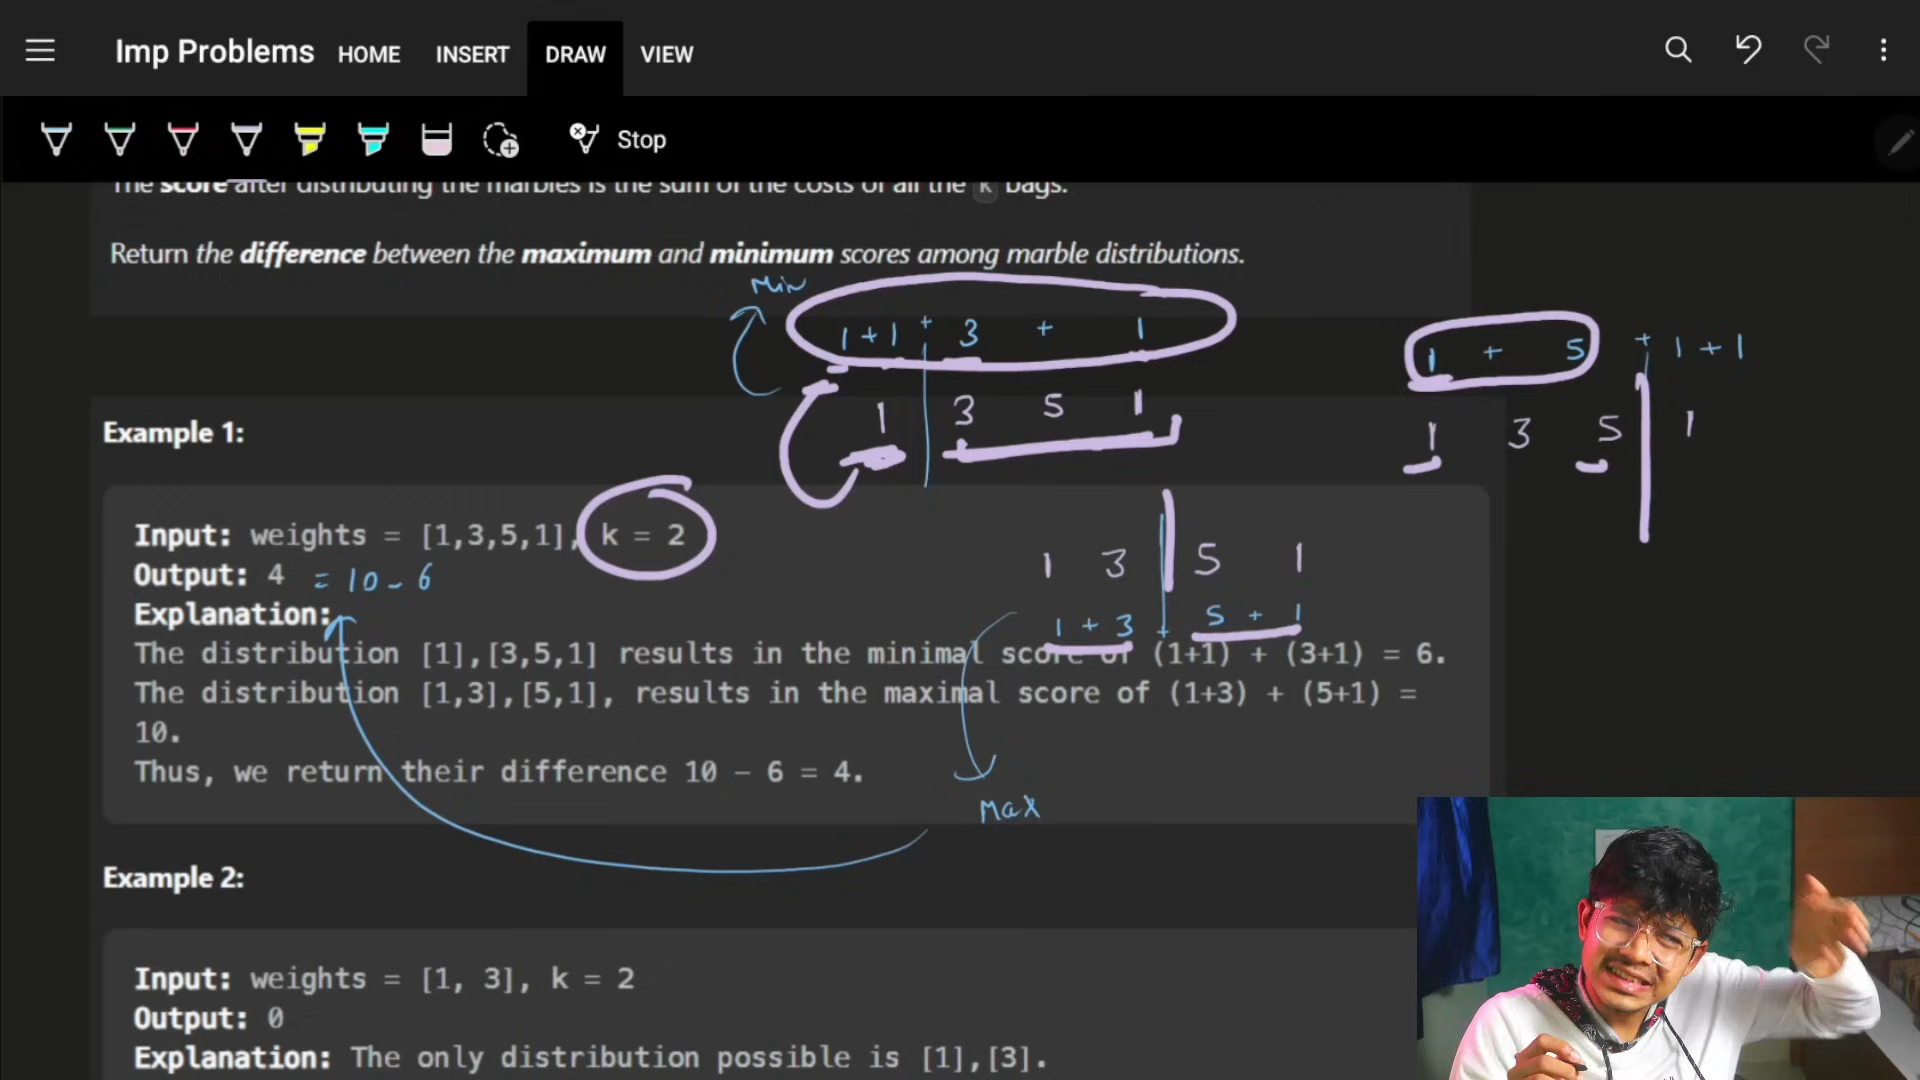 Imp Problems HOME INSERT DRAW VIEW
Stop
The score after distributing the marbles is the sum of the costs of all the k bags.
Return the difference between the maximum and minimum scores among marble distributions.
Min
1 + 1 + 3 + 1
1 + 5 + 1 + 1
1 3 5 1
1 3 5 1
Example 1:
Input: weights = [1,3,5,1], k = 2
Output: 4 = 10 - 6
1 3 5 1
Explanation:
1 + 3 + 5 + 1
The distribution [1],[3,5,1] results in the minimal score of (1+1) + (3+1) = 6.
The distribution [1,3],[5,1], results in the maximal score of (1+3) + (5+1) =
10.
Thus, we return their difference 10 - 6 = 4.
Max
Example 2:
Input: weights = [1, 3], k = 2
Output: 0
Explanation: The only distribution possible is [1],[3].